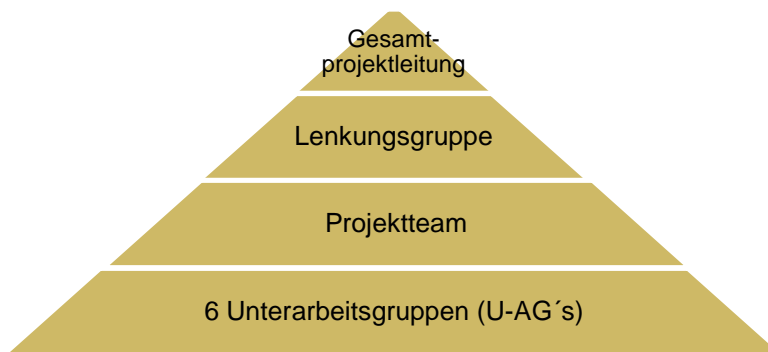 Gesamt-
projektleitung
Lenkungsgruppe
Projektteam
6 Unterarbeitsgruppen (U-AG´s)